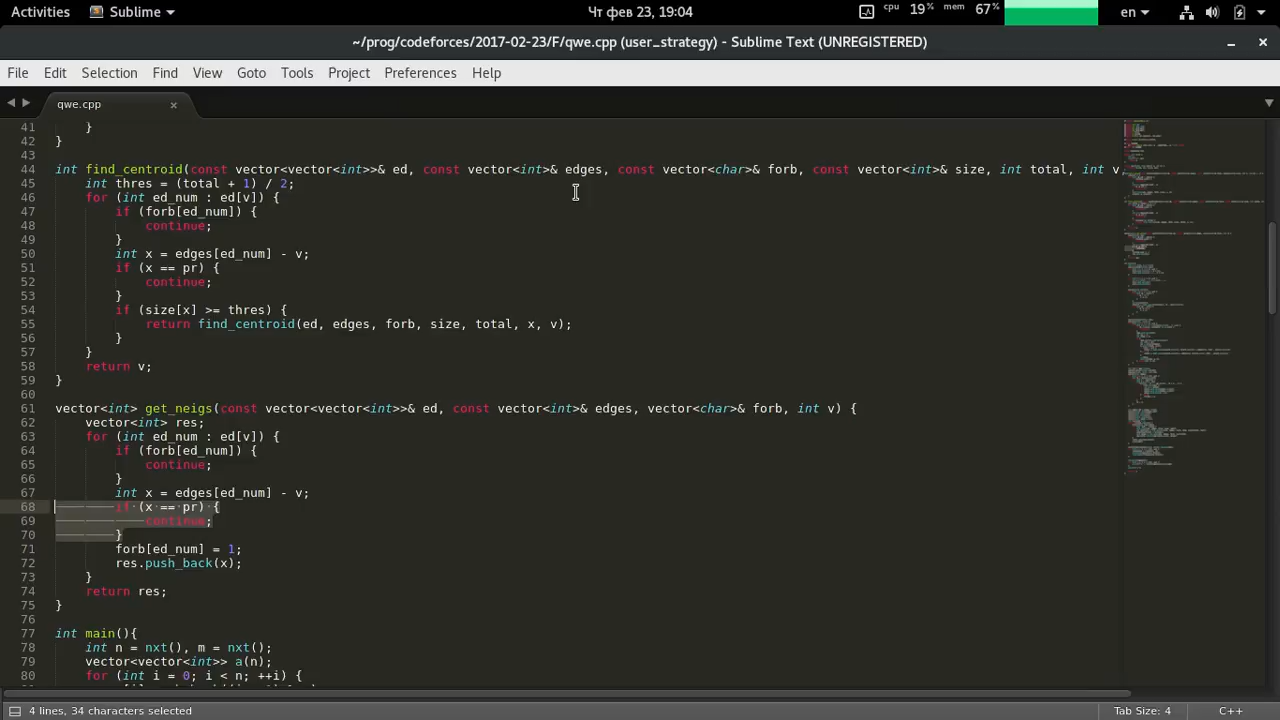 Activities Sublime Чт фев 23, 19:04 cpu 19% mem 67% en
~/prog/codeforces/2017-02-23/F/qwe.cpp (user_strategy) - Sublime Text (UNREGISTERED)
File Edit Selection Find View Goto Tools Project Preferences Help
qwe.cpp ×
41 }
42 }
43
44 int find_centroid(const vector<vector<int>>& ed, const vector<int>& edges, const vector<char>& forb, const vector<int>& size, int total, int v,
45 int thres = (total + 1) / 2;
46 for (int ed_num : ed[v]) {
47 if (forb[ed_num]) {
48 continue;
49 }
50 int x = edges[ed_num] - v;
51 if (x == pr) {
52 continue;
53 }
54 if (size[x] >= thres) {
55 return find_centroid(ed, edges, forb, size, total, x, v);
56 }
57 }
58 return v;
59 }
60
61 vector<int> get_neigs(const vector<vector<int>>& ed, const vector<int>& edges, vector<char>& forb, int v) {
62 vector<int> res;
63 for (int ed_num : ed[v]) {
64 if (forb[ed_num]) {
65 continue;
66 }
67 int x = edges[ed_num] - v;
68 if (x == pr) {
69 continue;
70 }
71 forb[ed_num] = 1;
72 res.push_back(x);
73 }
74 return res;
75 }
76
77 int main(){
78 int n = nxt(), m = nxt();
79 vector<vector<int>> a(n);
80 for (int i = 0; i < n; ++i) {
4 lines, 34 characters selected Tab Size: 4 C++